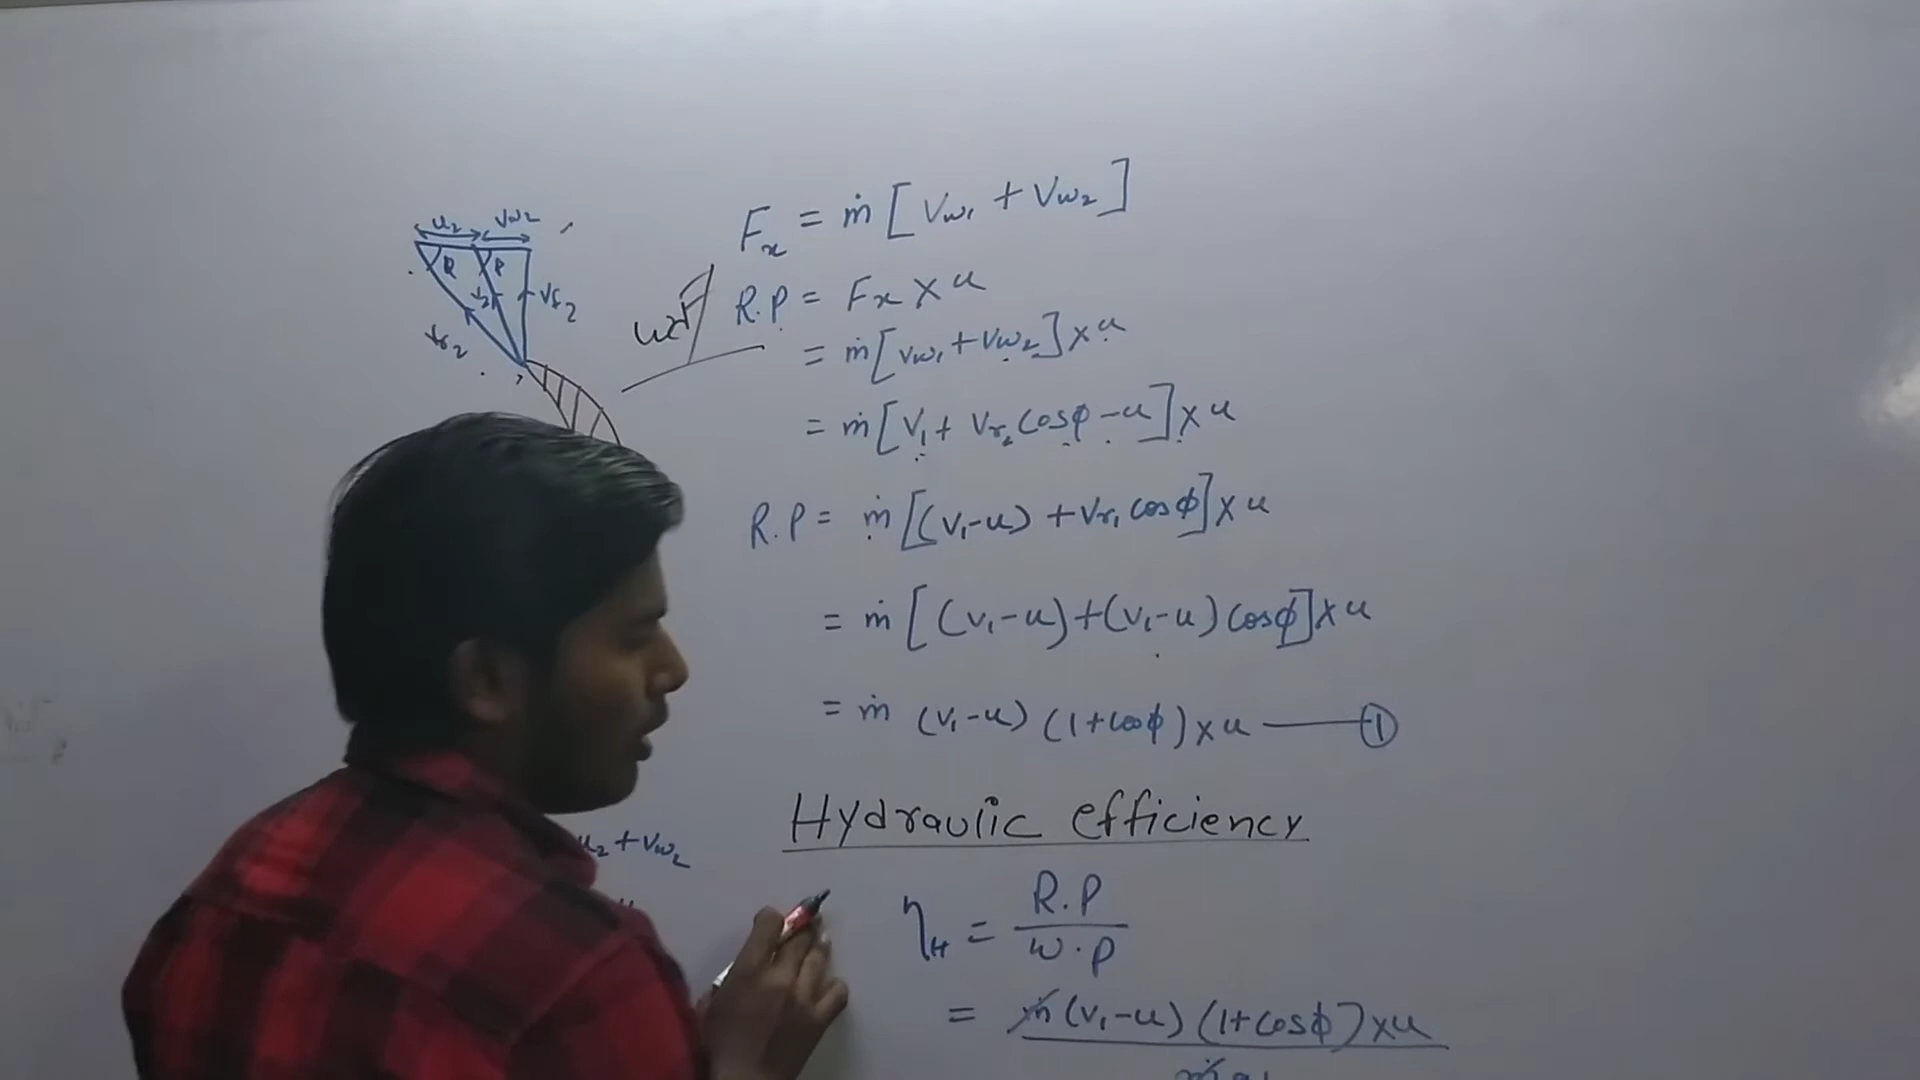 u₂ Vw₂
β β
V₂ Vf₂
Vr₂
Fₓ = ṁ [Vw₁ + Vw₂]
R.P = Fₓ × u
= ṁ [Vw₁ + Vw₂] × u
= ṁ [V₁ + Vr₂ cosϕ - u] × u
R.P = ṁ [(V₁-u) + Vr₁ cosϕ] × u
= ṁ [(V₁-u) + (V₁-u) cosϕ] × u
= ṁ (V₁-u) (1+cosϕ) × u —— ①
Hydraulic efficiency
u₂ + Vw₂
ηH = R.P / W.P
= ṁ (V₁-u) (1+cosϕ) × u